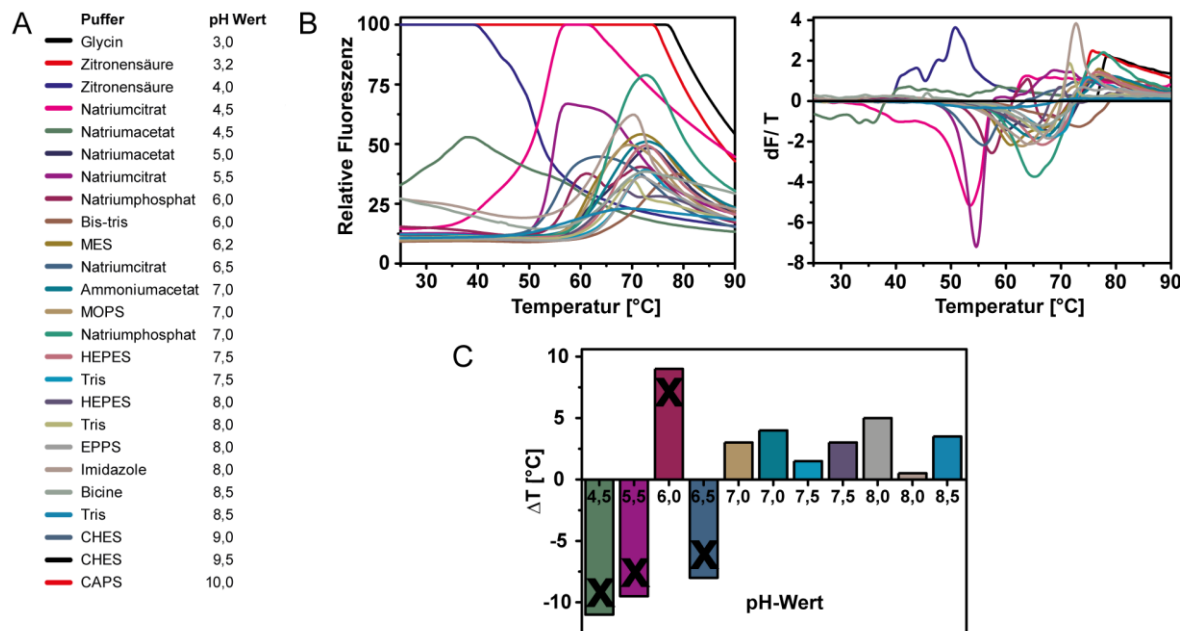 A
Puffer pH Wert
Glycin 3,0
Zitronensäure 3,2
Zitronensäure 4,0
Natriumcitrat 4,5
Natriumacetat 4,5
Natriumacetat 5,0
Natriumcitrat 5,5
Natriumphosphat 6,0
Bis-tris 6,0
MES 6,2
Natriumcitrat 6,5
Ammoniumacetat 7,0
MOPS 7,0
Natriumphosphat 7,0
HEPES 7,5
Tris 7,5
HEPES 8,0
Tris 8,0
EPPS 8,0
Imidazole 8,0
Bicine 8,5
Tris 8,5
CHES 9,0
CHES 9,5
CAPS 10,0
B
Relative Fluoreszenz
100
75
50
25
0
30 40 50 60 70 80 90
Temperatur [°C]
dF/ T
4
2
0
-2
-4
-6
-8
30 40 50 60 70 80 90
Temperatur [°C]
C
ΔT [°C]
10
5
0
-5
-10
4,5 5,5 6,0 6,5 7,0 7,0 7,5 7,5 8,0 8,0 8,5
X X X X
pH-Wert